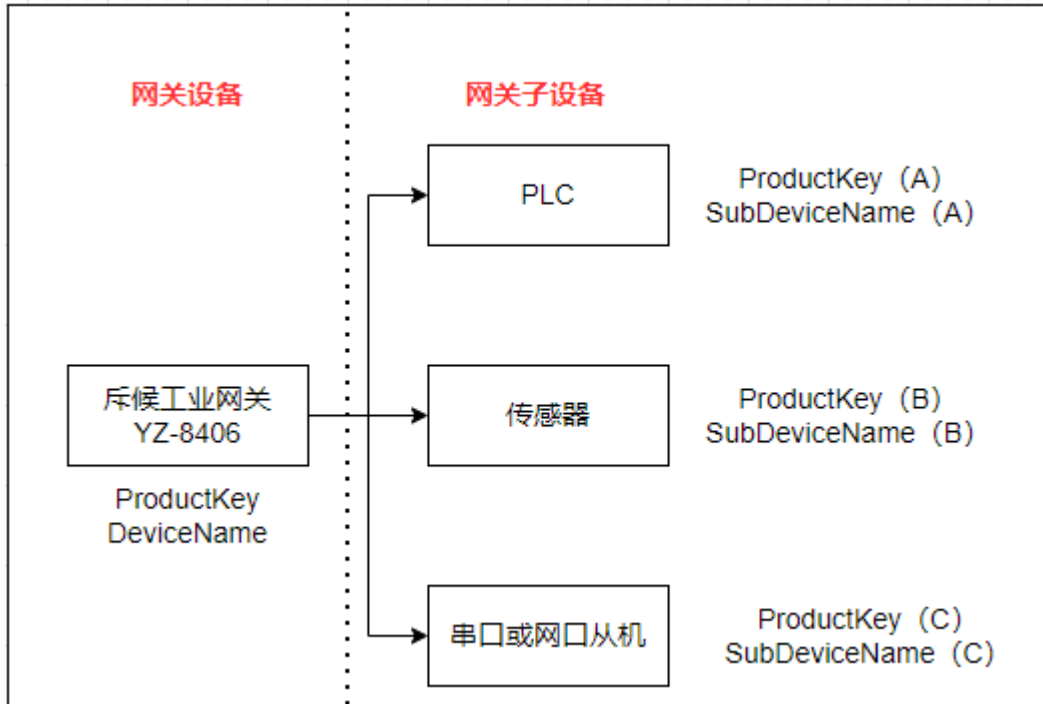 网关设备
网关子设备
PLC
ProductKey（A）
SubDeviceName（A）
斥候工业网关
YZ-8406
ProductKey
DeviceName
传感器
ProductKey（B）
SubDeviceName（B）
串口或网口从机
ProductKey（C）
SubDeviceName（C）